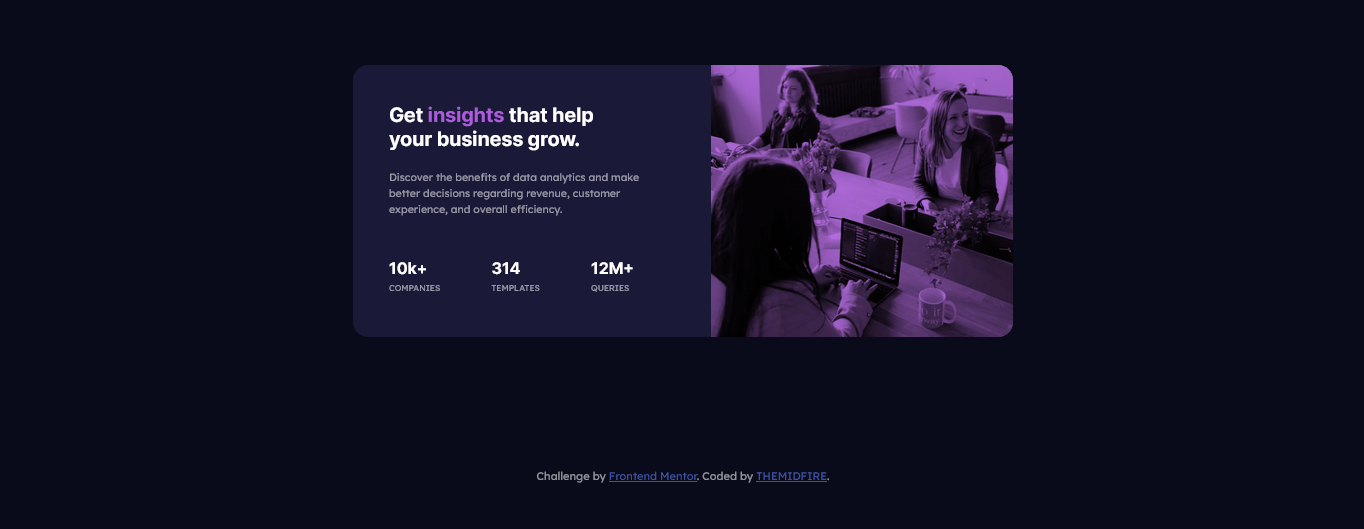 Get insights that help
your business grow.
Discover the benefits of data analytics and make
better decisions regarding revenue, customer
experience, and overall efficiency.
10k+ 314 12M+
COMPANIES TEMPLATES QUERIES
Challenge by Frontend Mentor. Coded by THEMIDFIRE.